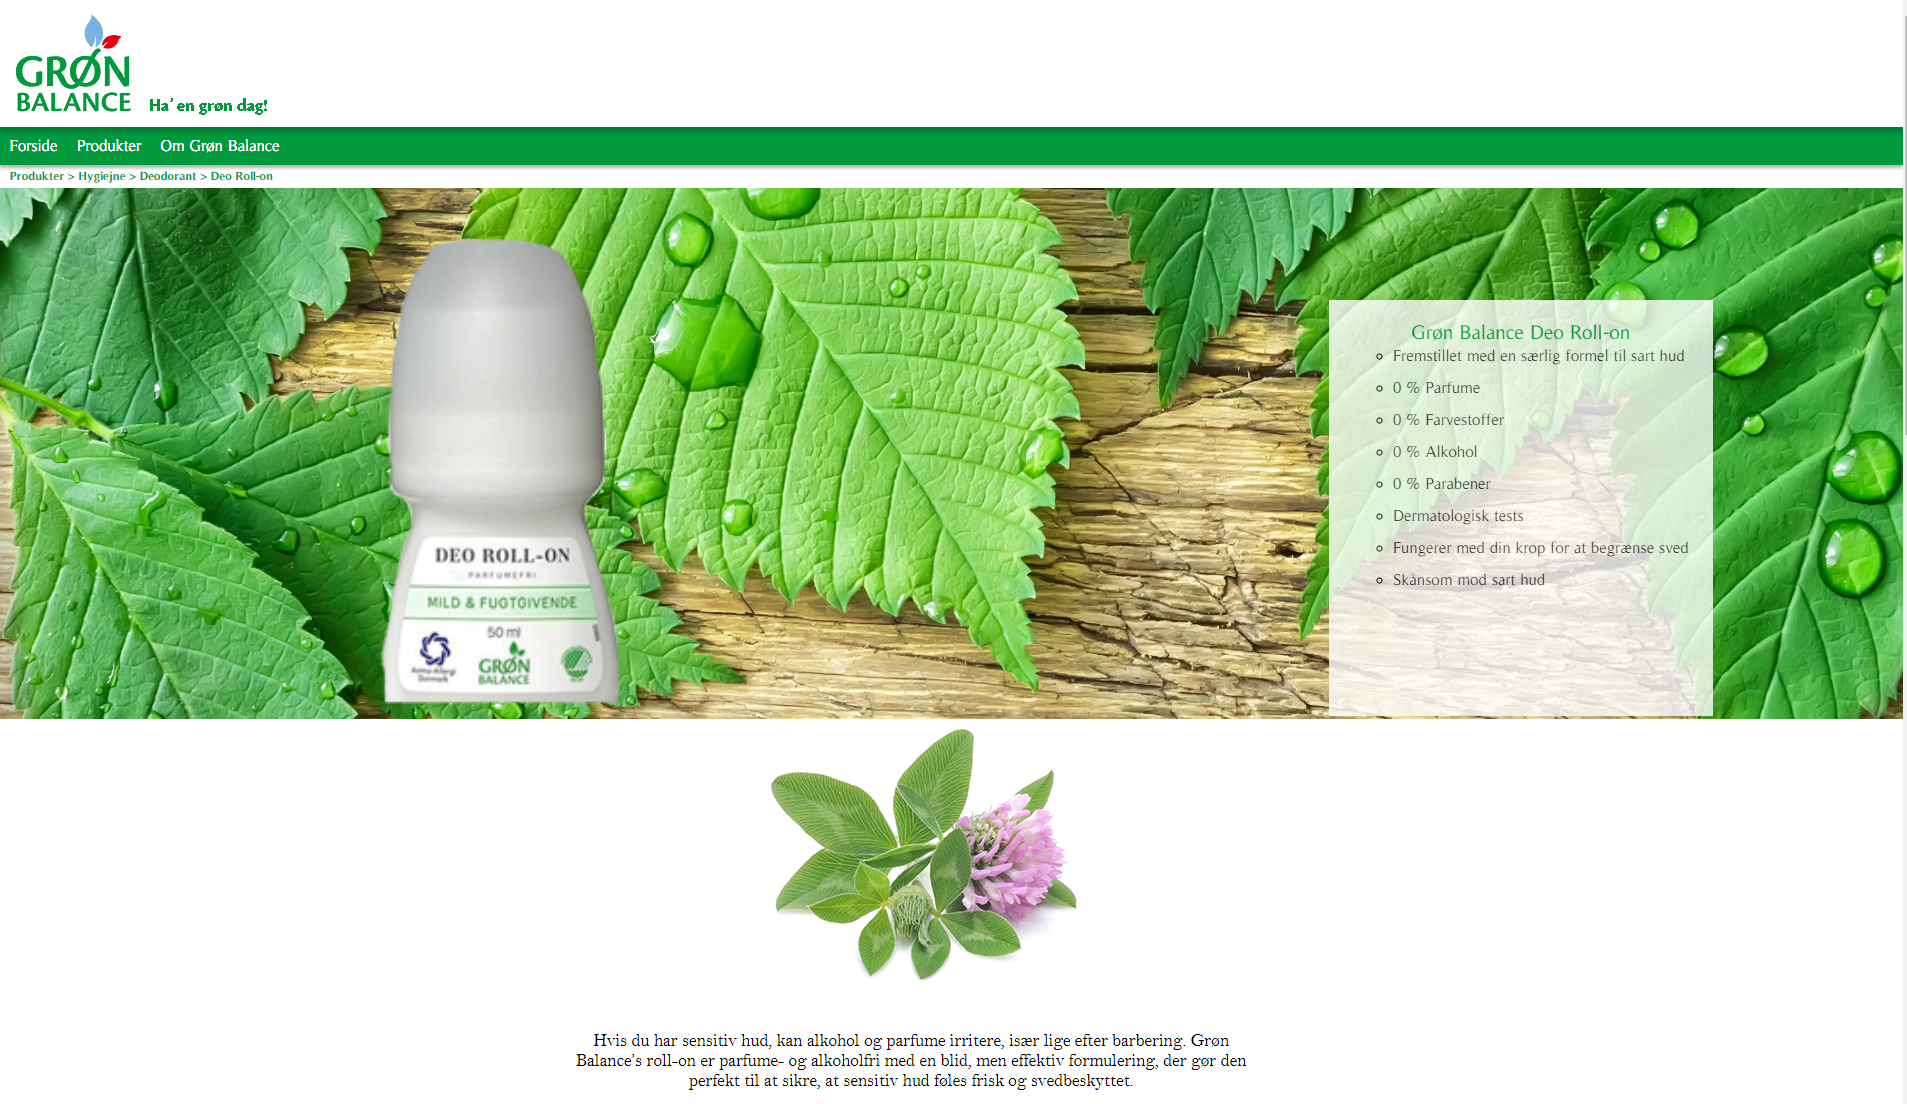 GRØN
BALANCE
Ha' en grøn dag!
Forside Produkter Om Grøn Balance
Produkter > Hygiejne > Deodorant > Deo Roll-on
DEO ROLL-ON
PARFUMEFRI
MILD & FUGTGIVENDE
50 ml
Astma-Allergi
Danmark
GRØN
BALANCE
Grøn Balance Deo Roll-on
Fremstillet med en særlig formel til sart hud
0 % Parfume
0 % Farvestoffer
0 % Alkohol
0 % Parabener
Dermatologisk tests
Fungerer med din krop for at begrænse sved
Skånsom mod sart hud
Hvis du har sensitiv hud, kan alkohol og parfume irritere, især lige efter barbering. Grøn
Balance’s roll-on er parfume- og alkoholfri med en blid, men effektiv formulering, der gør den
perfekt til at sikre, at sensitiv hud føles frisk og svedbeskyttet.